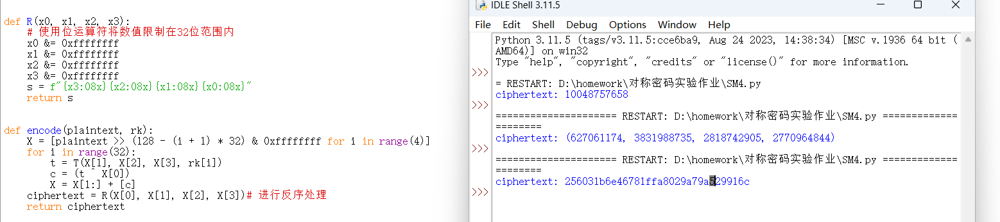 def R(x0, x1, x2, x3):
    # 使用位运算符将数值限制在32位范围内
    x0 &= 0xffffffff
    x1 &= 0xffffffff
    x2 &= 0xffffffff
    x3 &= 0xffffffff
    s = f"{x3:08x}{x2:08x}{x1:08x}{x0:08x}"
    return s
def encode(plaintext, rk):
    X = [plaintext >> (128 - (i + 1) * 32) & 0xffffffff for i in range(4)]
    for i in range(32):
        t = T(X[1], X[2], X[3], rk[i])
        c = (t ^ X[0])
        X = X[1:] + [c]
    ciphertext = R(X[0], X[1], X[2], X[3])# 进行反序处理
    return ciphertext
IDLE Shell 3.11.5
File Edit Shell Debug Options Window Help
Python 3.11.5 (tags/v3.11.5:cce6ba9, Aug 24 2023, 14:38:34) [MSC v.1936 64 bit (
AMD64)] on win32
Type "help", "copyright", "credits" or "license()" for more information.
>>>
= RESTART: D:\homework\对称密码实验作业\SM4.py
ciphertext: 10048757658
>>>
===================== RESTART: D:\homework\对称密码实验作业\SM4.py =============
========
ciphertext: (627061174, 3831988735, 2818742905, 2770964844)
>>>
===================== RESTART: D:\homework\对称密码实验作业\SM4.py =============
========
ciphertext: 256031b6e46781ffa8029a79a529916c
>>>